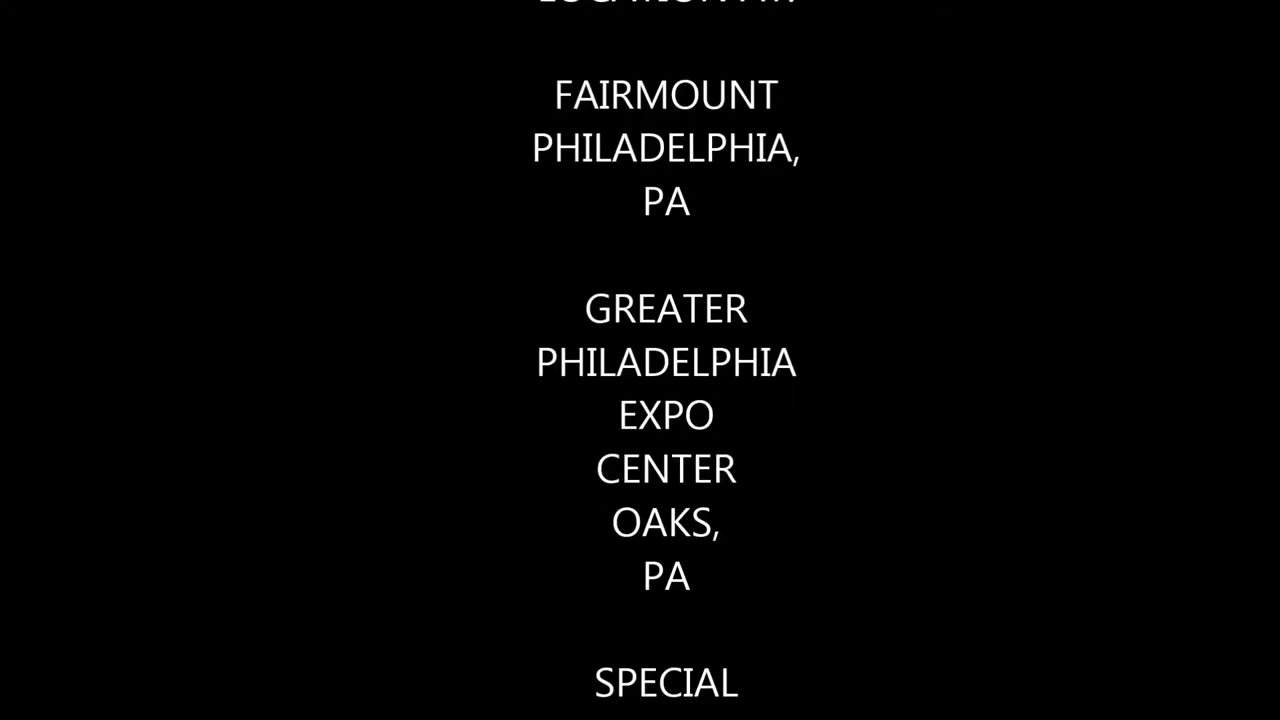 FAIRMOUNT
PHILADELPHIA,
PA
GREATER
PHILADELPHIA
EXPO
CENTER
OAKS,
PA
SPECIAL